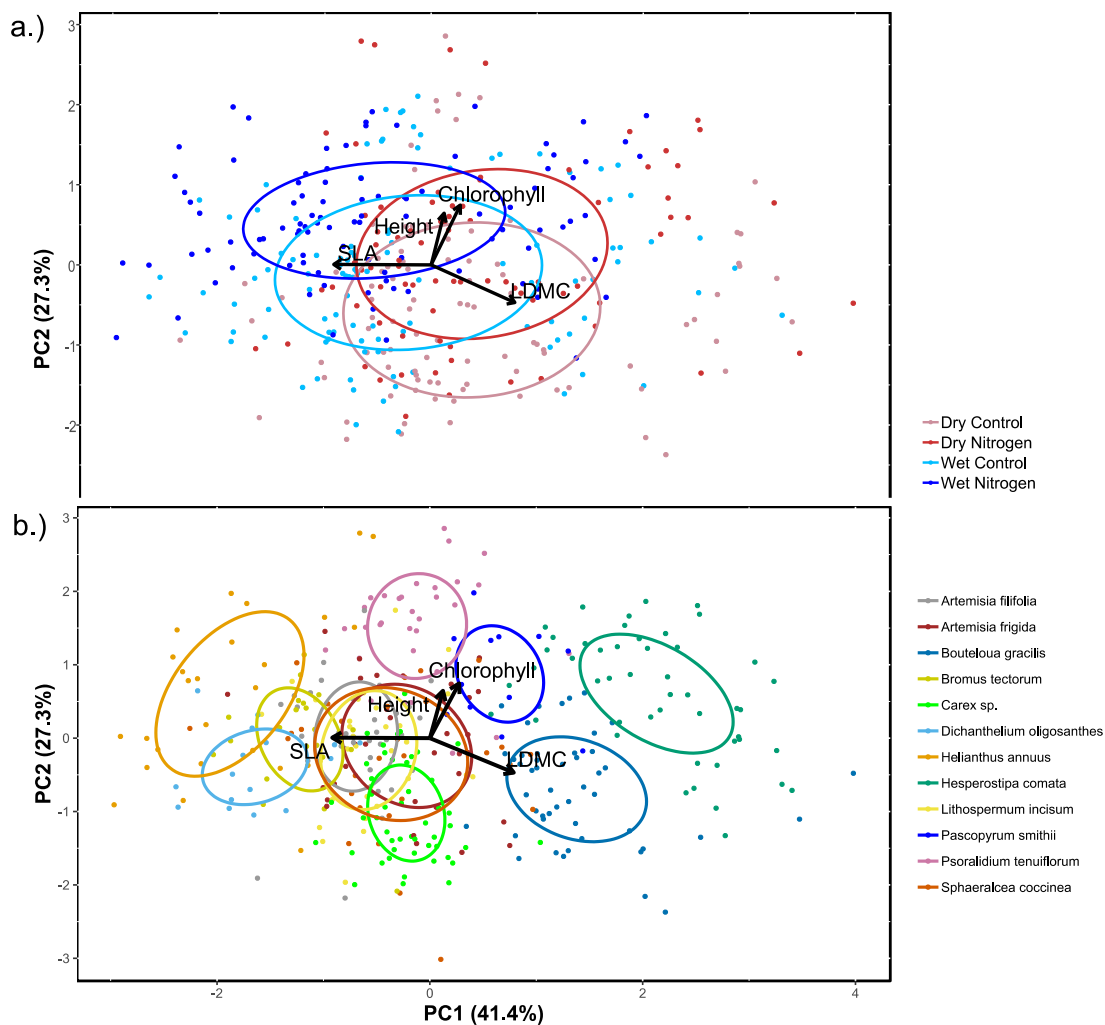 a.)
3
2
1
0
-1
-2
PC2 (27.3%)
Chlorophyll
Height
SLA
LDMC
Dry Control
Dry Nitrogen
Wet Control
Wet Nitrogen
b.)
3
2
1
0
-1
-2
-3
PC2 (27.3%)
Chlorophyll
Height
SLA
LDMC
-2
0
2
4
PC1 (41.4%)
Artemisia filifolia
Artemisia frigida
Bouteloua gracilis
Bromus tectorum
Carex sp.
Dichanthelium oligosanthes
Helianthus annuus
Hesperostipa comata
Lithospermum incisum
Pascopyrum smithii
Psoralidium tenuiflorum
Sphaeralcea coccinea